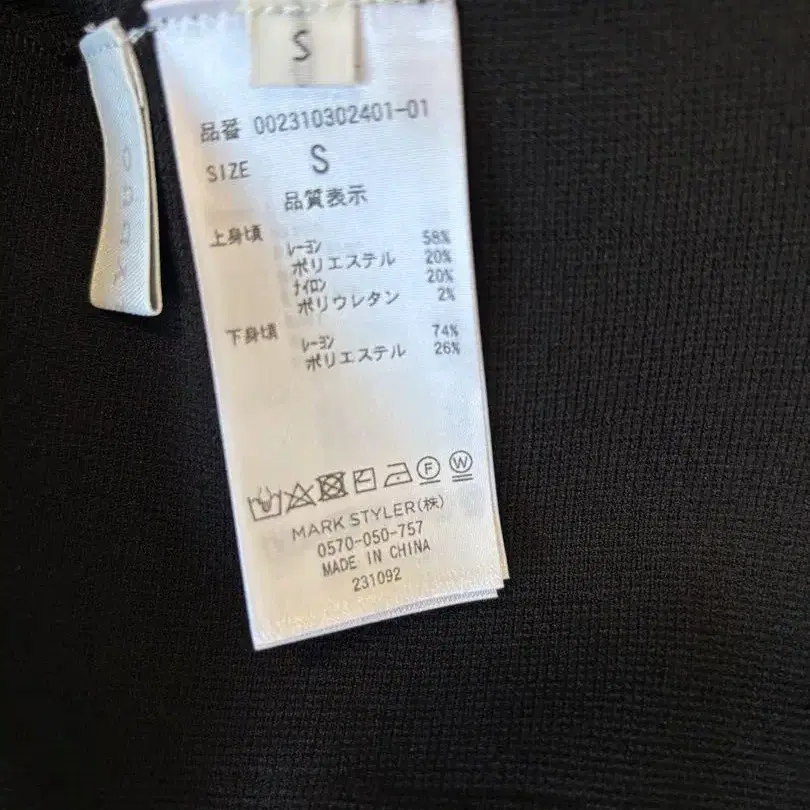 S
品番 002310302401-01
SIZE S
品質表示
上身頃 レーヨン 58%
ポリエステル 20%
ナイロン 20%
ポリウレタン 2%
下身頃 レーヨン 74%
ポリエステル 26%
F W
MARK STYLER(株)
0570-050-757
MADE IN CHINA
231092